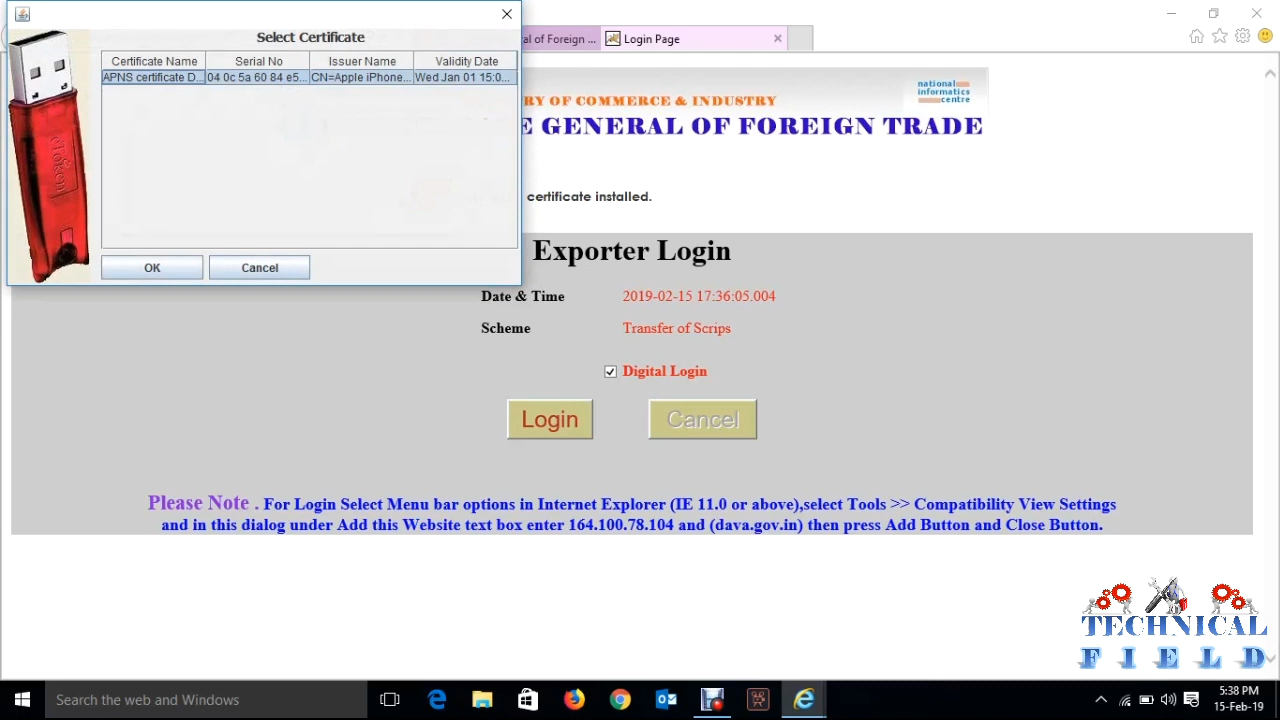 Select Certificate
Certificate Name Serial No Issuer Name Validity Date
APNS certificate D... 04 0c 5a 60 84 e5... CN=Apple iPhone... Wed Jan 01 15:0...
eToken
OK Cancel
al of Foreign ... Login Page
RY OF COMMERCE & INDUSTRY
E GENERAL OF FOREIGN TRADE
national
informatics
centre
certificate installed.
Exporter Login
Date & Time 2019-02-15 17:36:05.004
Scheme Transfer of Scrips
Digital Login
Login Cancel
Please Note . For Login Select Menu bar options in Internet Explorer (IE 11.0 or above),select Tools >> Compatibility View Settings
and in this dialog under Add this Website text box enter 164.100.78.104 and (dava.gov.in) then press Add Button and Close Button.
TECHNICAL
FIELD
Search the web and Windows
5:38 PM
15-Feb-19